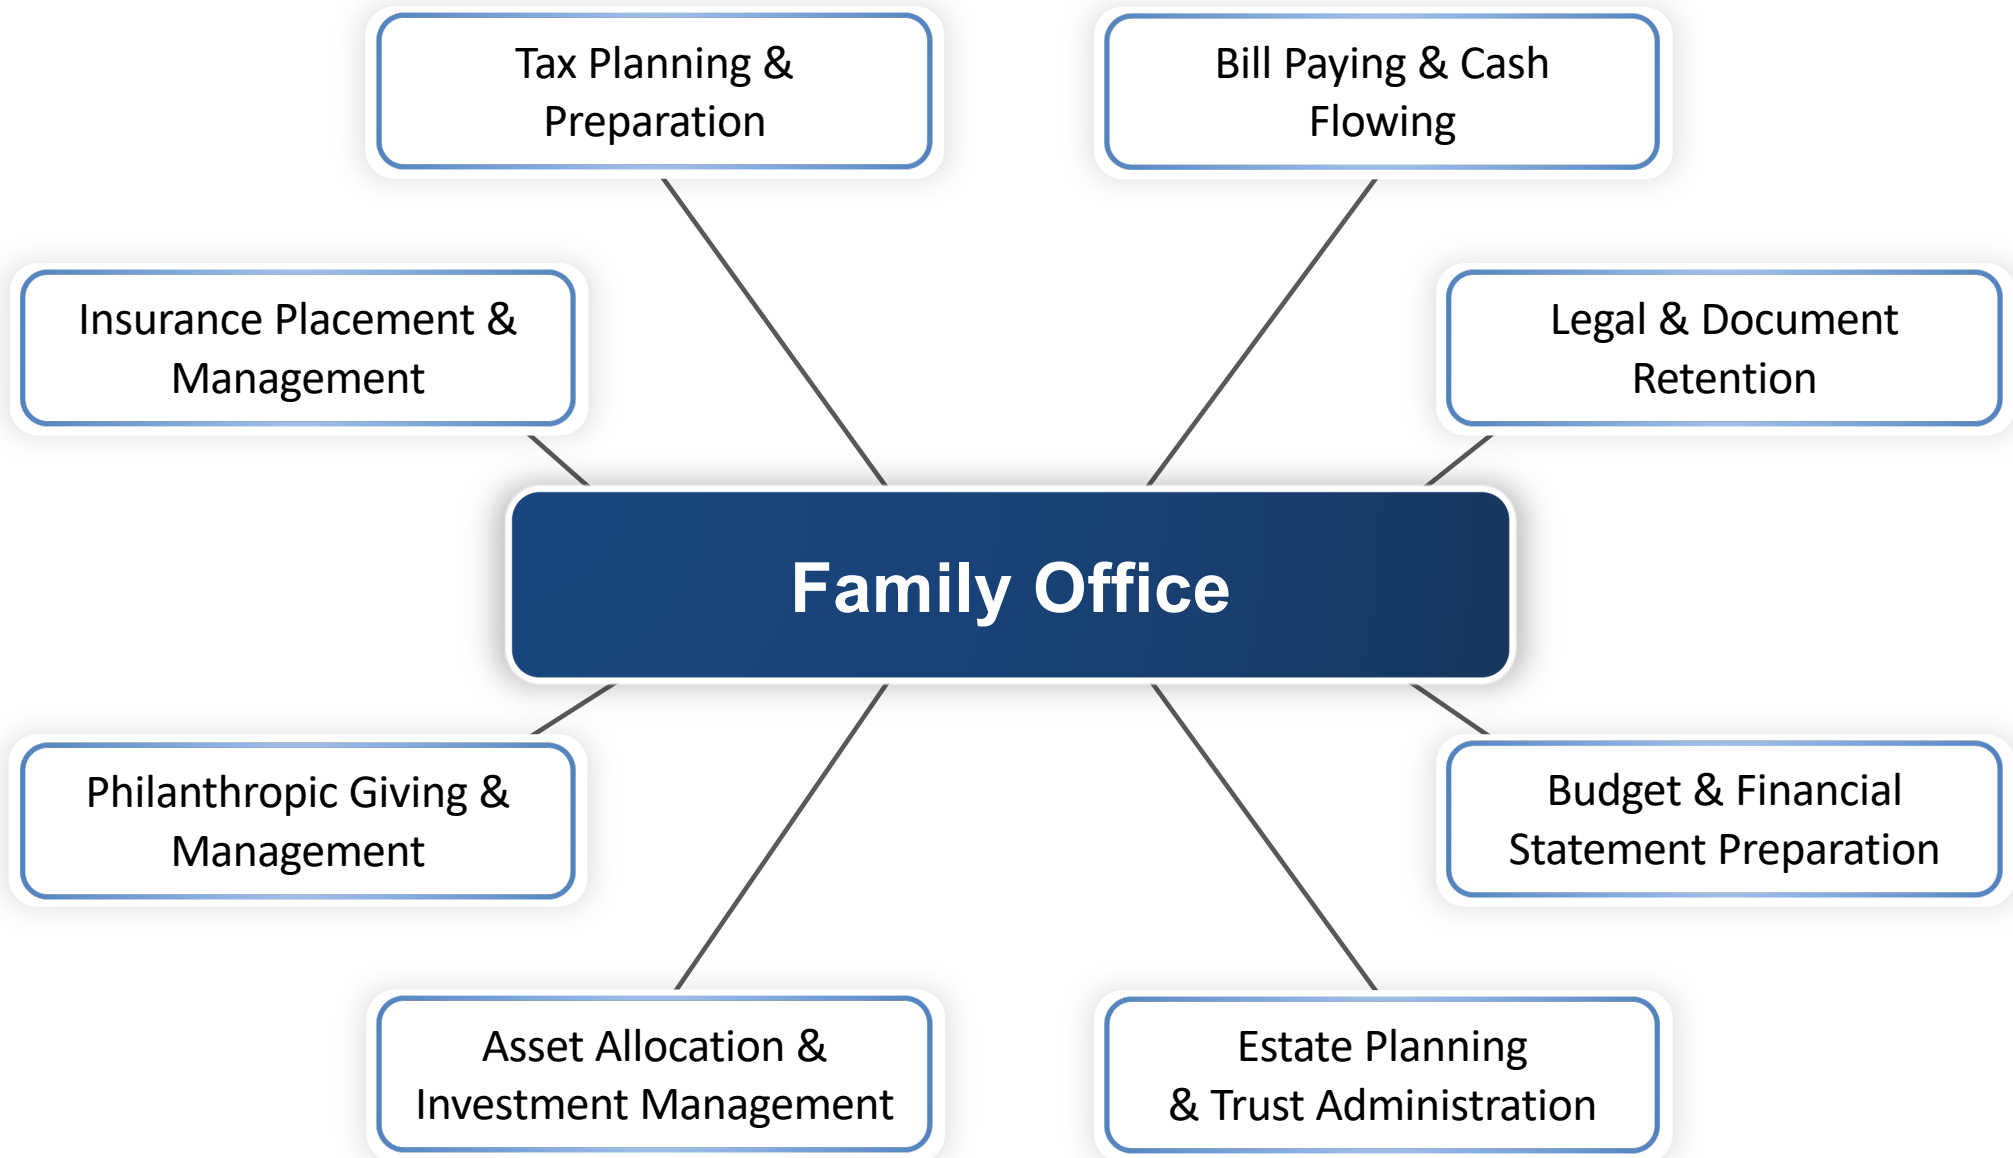 Tax Planning &
Preparation
Bill Paying & Cash
Flowing
Insurance Placement &
Management
Legal & Document
Retention
Family Office
Philanthropic Giving &
Management
Budget & Financial
Statement Preparation
Asset Allocation &
Investment Management
Estate Planning
& Trust Administration